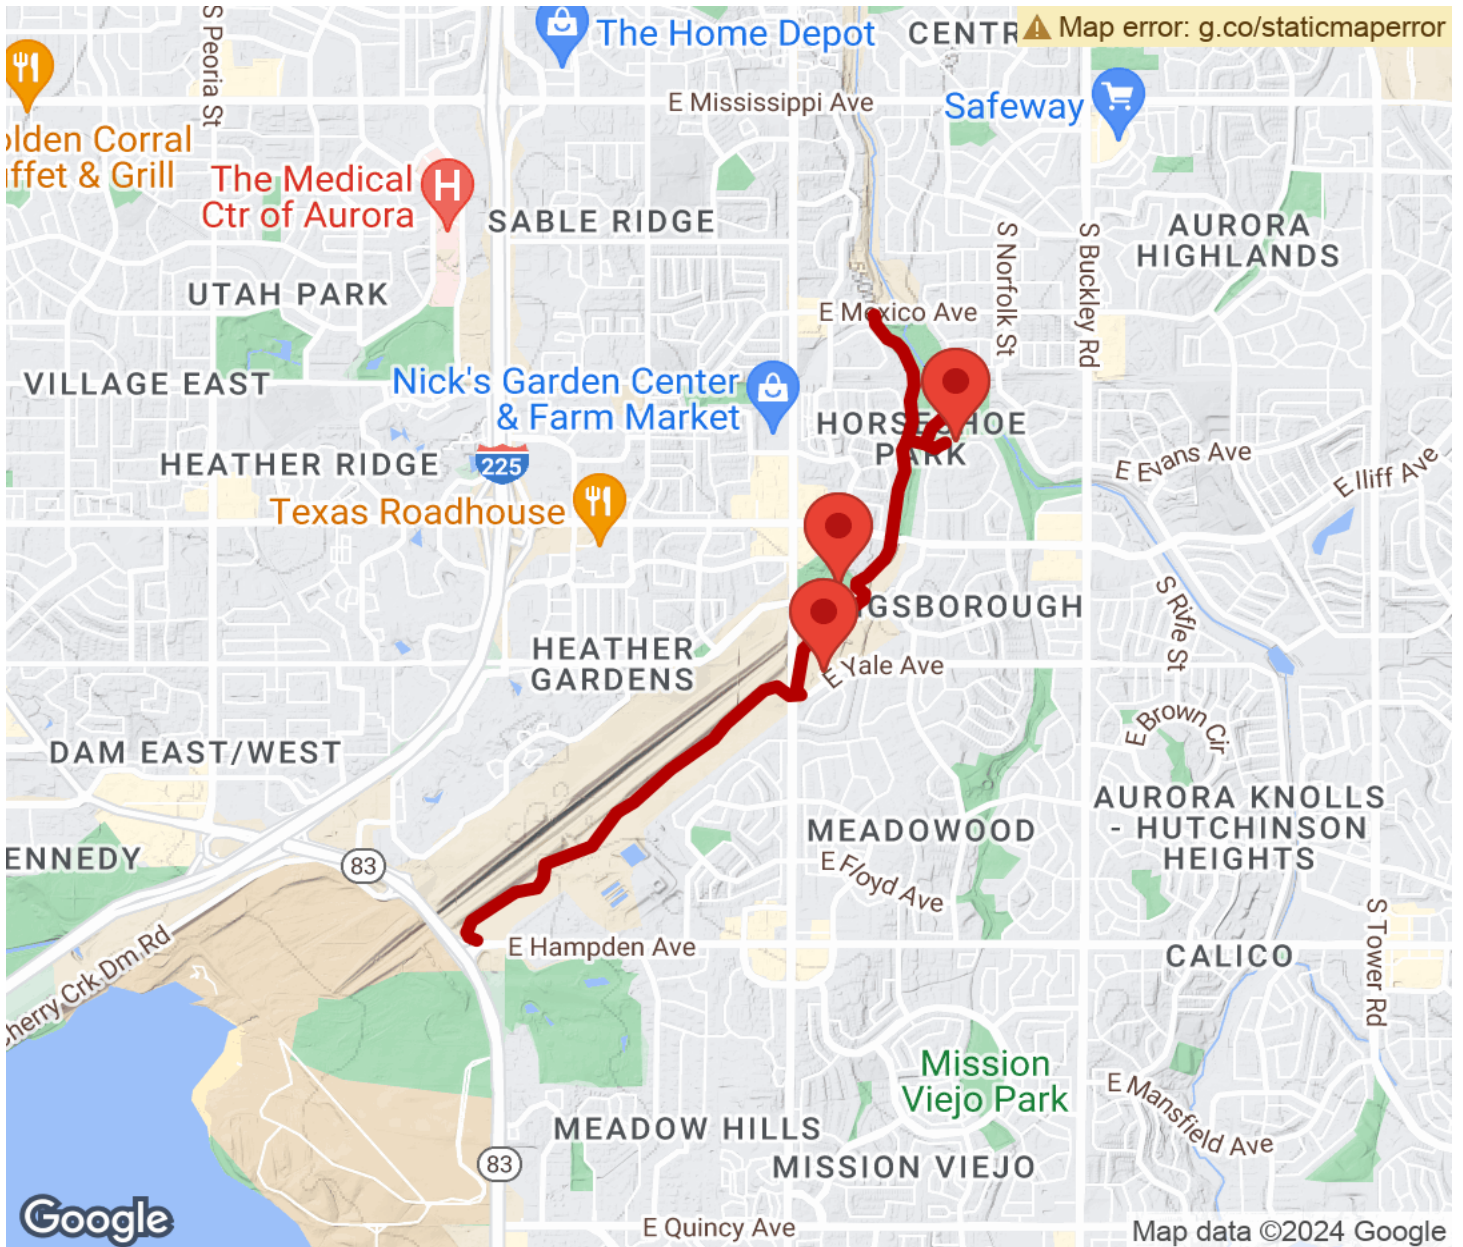 S Peoria St
The Home Depot
CENTR
Map error: g.co/staticmaperror
E Mississippi Ave
Safeway
olden Corral
uffet & Grill
The Medical
Ctr of Aurora
H
SABLE RIDGE
S Norfolk St
S Buckley Rd
AURORA
HIGHLANDS
UTAH PARK
E Mexico Ave
VILLAGE EAST
Nick's Garden Center
& Farm Market
HORSESHOE
PARK
HEATHER RIDGE
225
E Evans Ave
E Iliff Ave
Texas Roadhouse
S Rifle St
INGSBOROUGH
HEATHER
GARDENS
E Yale Ave
E Brown Cir
DAM EAST/WEST
AURORA KNOLLS
- HUTCHINSON
HEIGHTS
MEADOWOOD
ENNEDY
83
E Floyd Ave
S Tower Rd
Cherry Crk Dm Rd
E Hampden Ave
CALICO
Mission
Viejo Park
E Mansfield Ave
MEADOW HILLS
83
MISSION VIEJO
Google
E Quincy Ave
Map data ©2024 Google